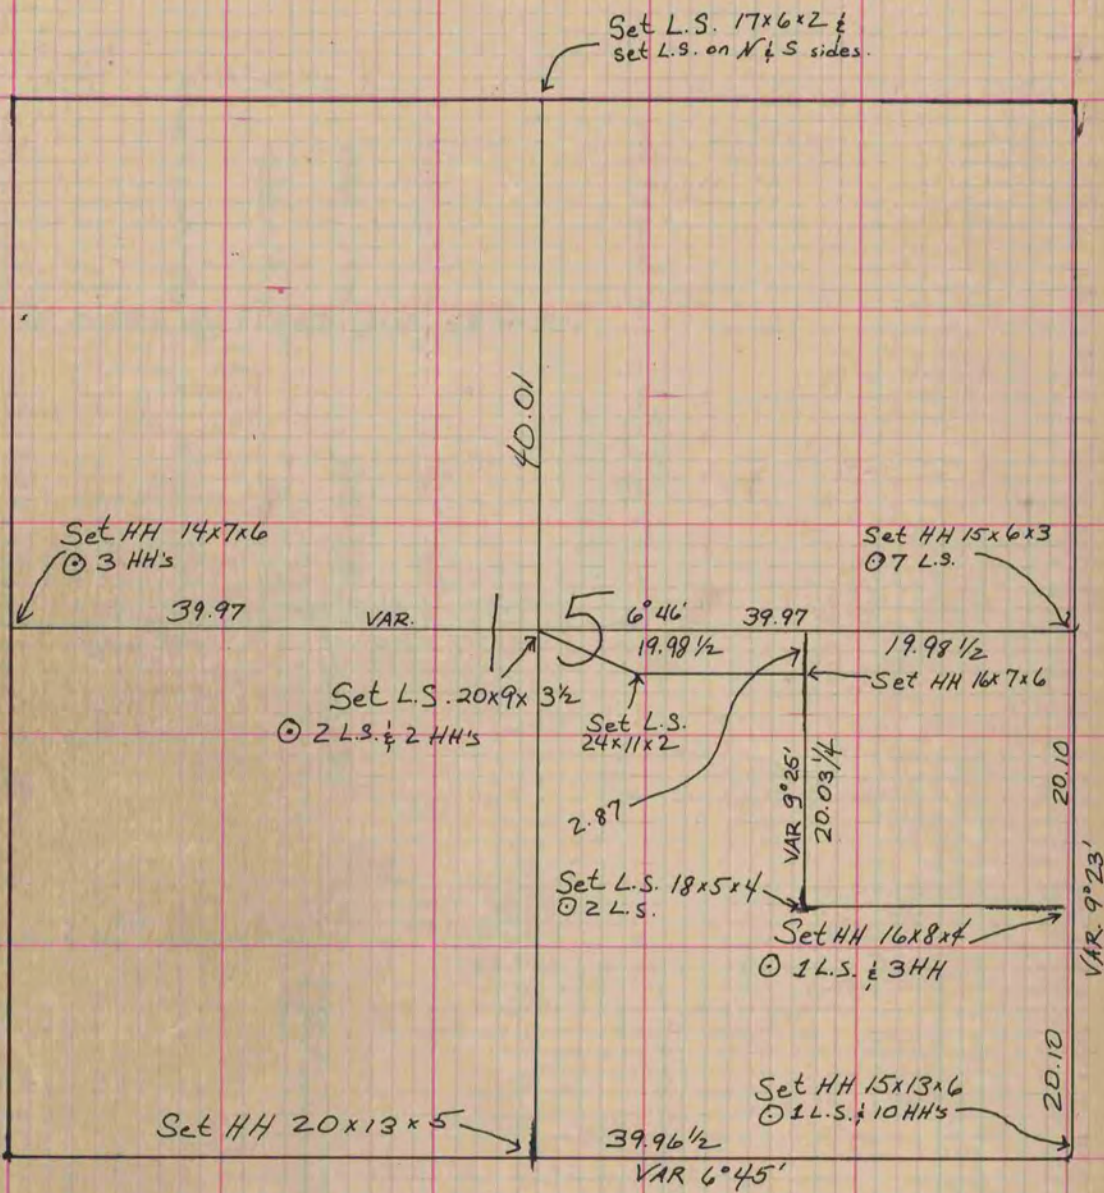 Set L.S. 17x6x2 &
set L.S. on N & S sides.
40.01
Set HH 14x7x6
⊙ 3 HH's
Set HH 15x6x3
⊙ 7 L.S.
39.97
VAR.
15
6° 46'
39.97
19.98 1/2
19.98 1/2
Set HH 16x7x6
Set L.S. 20x9x 3½
⊙ 2 L.S. & 2 HH's
Set L.S.
24x11x2
2.87
VAR 9°25'
20.03 1/4
20.10
VAR. 9°23'
Set L.S. 18x5x4
⊙ 2 L.S.
Set HH 16x8x4
⊙ 1 L.S. & 3 HH
20.10
Set HH 15x13x6
⊙ 1 L.S. & 10 HH's
Set HH 20x13x5
39.96 1/2
VAR 6°45'